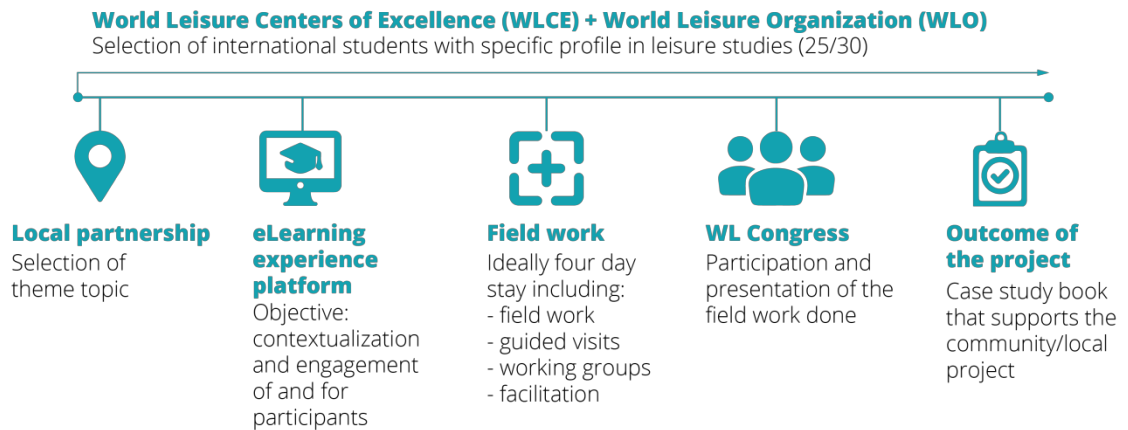 World Leisure Centers of Excellence (WLCE) + World Leisure Organization (WLO)
Selection of international students with specific profile in leisure studies (25/30)
Local partnership
Selection of
theme topic
eLearning
experience
platform
Objective:
contextualization
and engagement
of and for
participants
Field work
Ideally four day
stay including:
- field work
- guided visits
- working groups
- facilitation
WL Congress
Participation and
presentation of the
field work done
Outcome of
the project
Case study book
that supports the
community/local
project